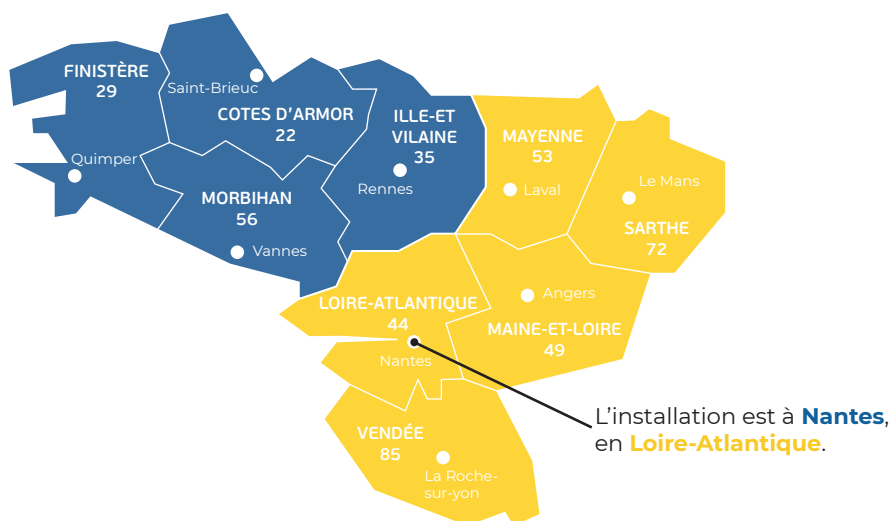 FINISTÈRE
29
Quimper
Saint-Brieuc
COTES D'ARMOR
22
MORBIHAN
56
Vannes
ILLE-ET
VILAINE
35
Rennes
MAYENNE
53
Laval
Le Mans
SARTHE
72
LOIRE-ATLANTIQUE
44
Nantes
Angers
MAINE-ET-LOIRE
49
VENDÉE
85
La Roche-
sur-yon
L'installation est à Nantes,
en Loire-Atlantique.